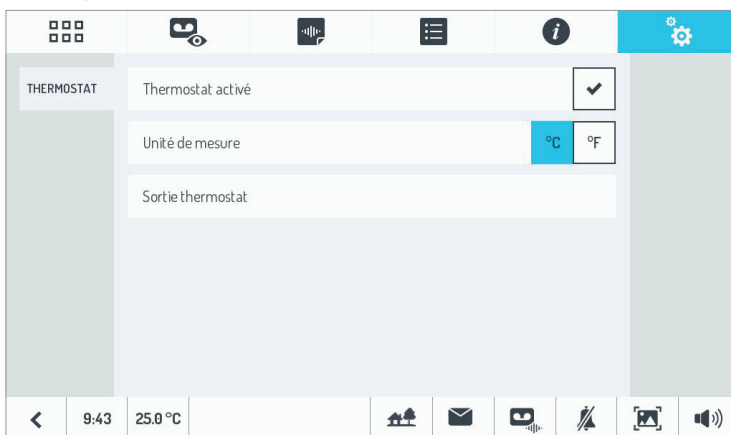 THERMOSTAT
Thermostat activé
Unité de mesure
°C °F
Sortie thermostat
9:43 25.0 °C